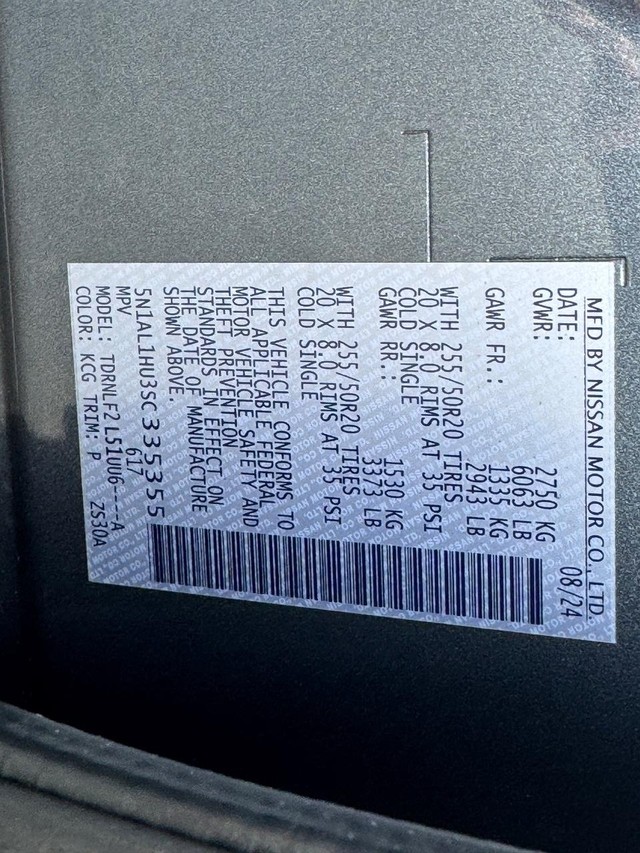 MFD BY NISSAN MOTOR CO., LTD
DATE: 08/24
GVWR: 2750 KG
6063 LB
GAWR FR.: 1335 KG
2943 LB
WITH 255/50R20 TIRES
20 X 8.0 RIMS AT 35 PSI
COLD SINGLE
GAWR RR.: 1530 KG
3373 LB
WITH 255/50R20 TIRES
20 X 8.0 RIMS AT 35 PSI
COLD SINGLE
THIS VEHICLE CONFORMS TO
ALL APPLICABLE FEDERAL
MOTOR VEHICLE SAFETY AND
THEFT PREVENTION
STANDARDS IN EFFECT ON
THE DATE OF MANUFACTURE
SHOWN ABOVE.
5N1AL1HU3SC335355
MPV 617
MODEL: TDRNLF2 L51UU6----A
COLOR: KCG TRIM: P Z530A